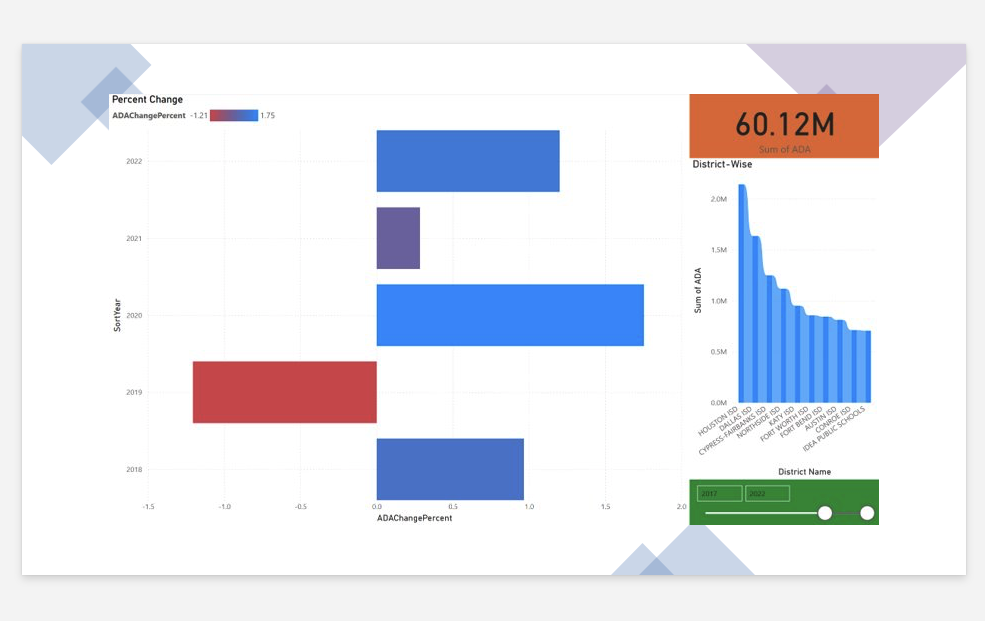 Percent Change
ADAChangePercent -1.21 1.75
SortYear
2022
2021
2020
2019
2018
-1.5 -1.0 -0.5 0.0 0.5 1.0 1.5 2.0
ADAChangePercent
60.12M
Sum of ADA
District-Wise
Sum of ADA
2.0M
1.5M
1.0M
0.5M
0.0M
HOUSTON ISD
DALLAS ISD
CYPRESS-FAIRBANKS ISD
NORTHSIDE ISD
KATY ISD
FORT WORTH ISD
FORT BEND ISD
AUSTIN ISD
CONROE ISD
IDEA PUBLIC SCHOOLS
District Name
2017 2022